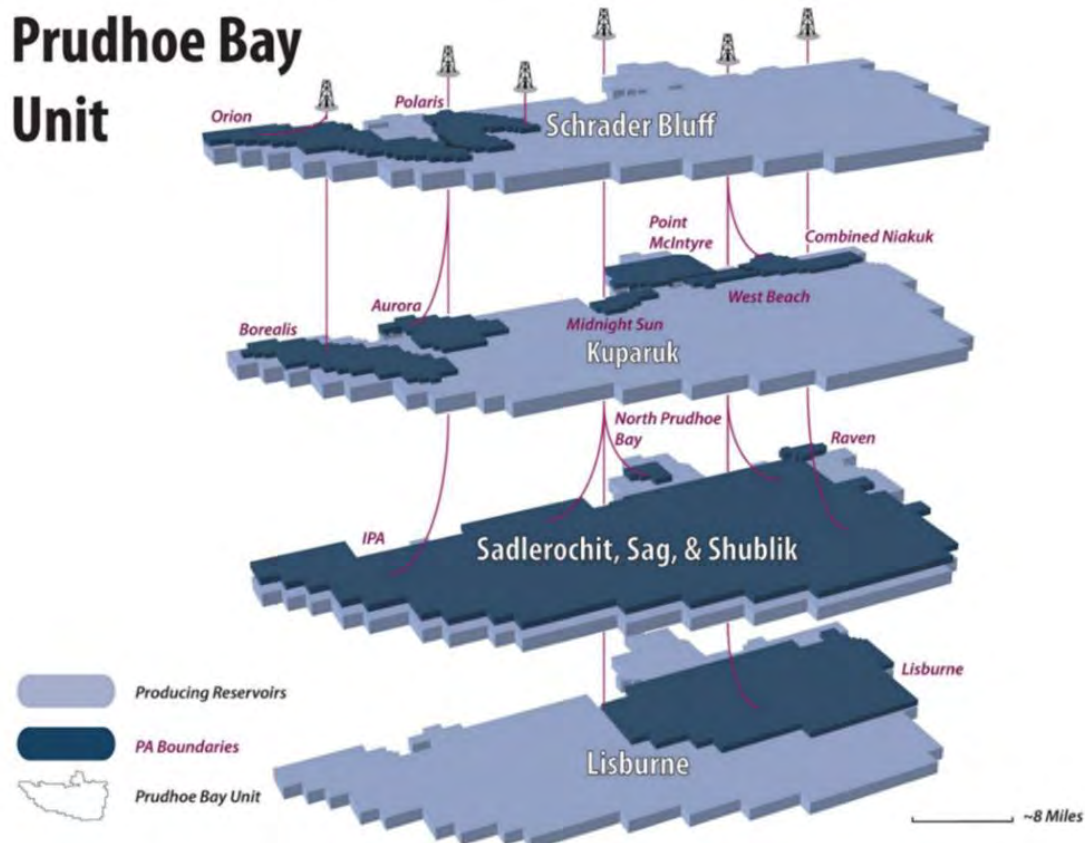 Prudhoe Bay
Unit
Orion
Polaris
Schrader Bluff
Point
McIntyre
Combined Niakuk
West Beach
Aurora
Midnight Sun
Borealis
Kuparuk
North Prudhoe
Bay
Raven
IPA
Sadlerochit, Sag, & Shublik
Lisburne
Lisburne
Producing Reservoirs
PA Boundaries
Prudhoe Bay Unit
~8 Miles